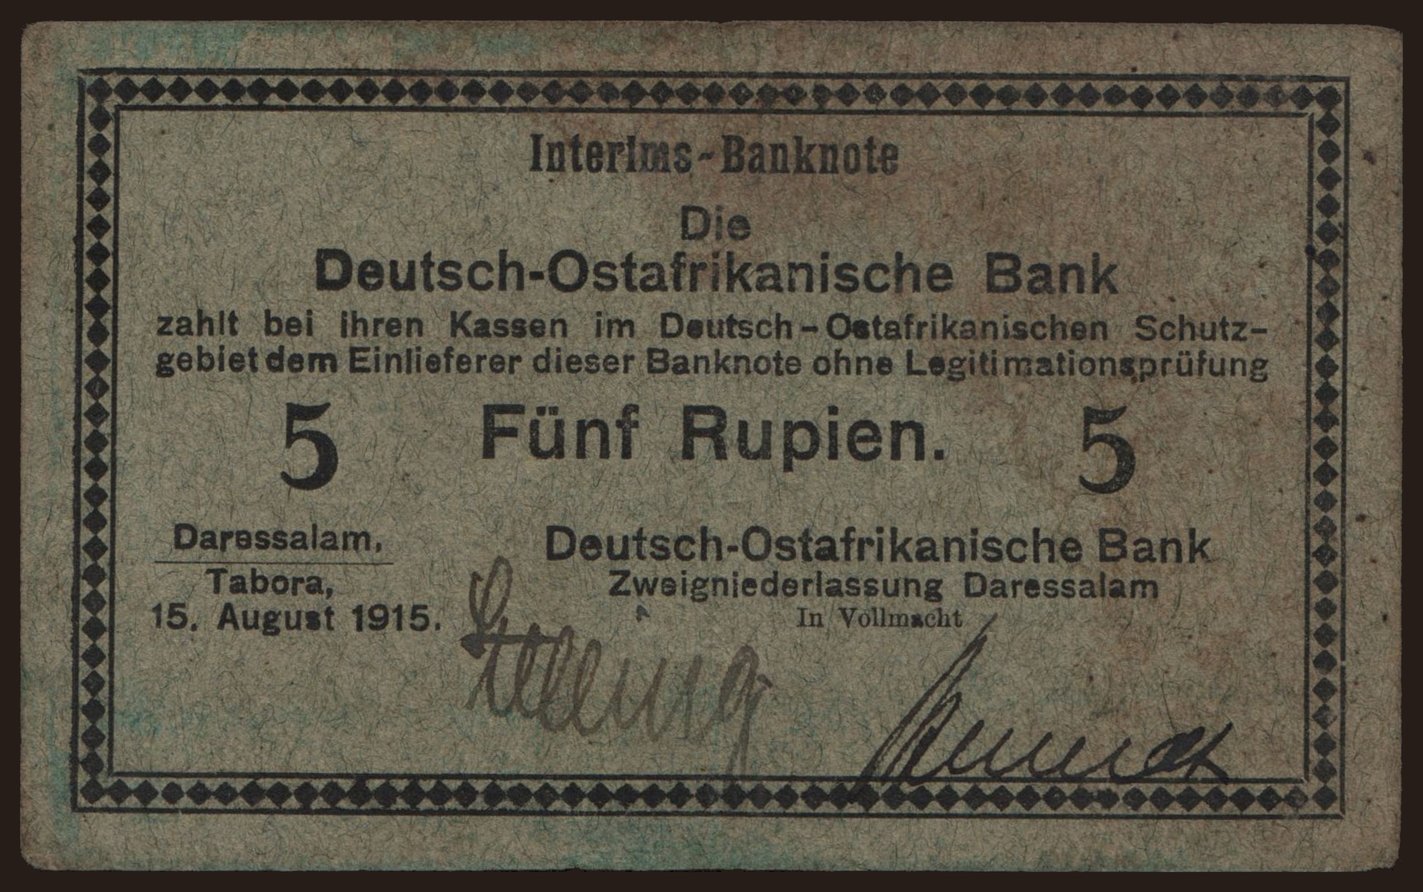 Interims-Banknote
Die
Deutsch-Ostafrikanische Bank
zahlt bei ihren Kassen im Deutsch-Ostafrikanischen Schutz-
gebiet dem Einlieferer dieser Banknote ohne Legitimationsprüfung
5 Fünf Rupien. 5
Daressalam,
Tabora,
15. August 1915.
Deutsch-Ostafrikanische Bank
Zweigniederlassung Daressalam
In Vollmacht